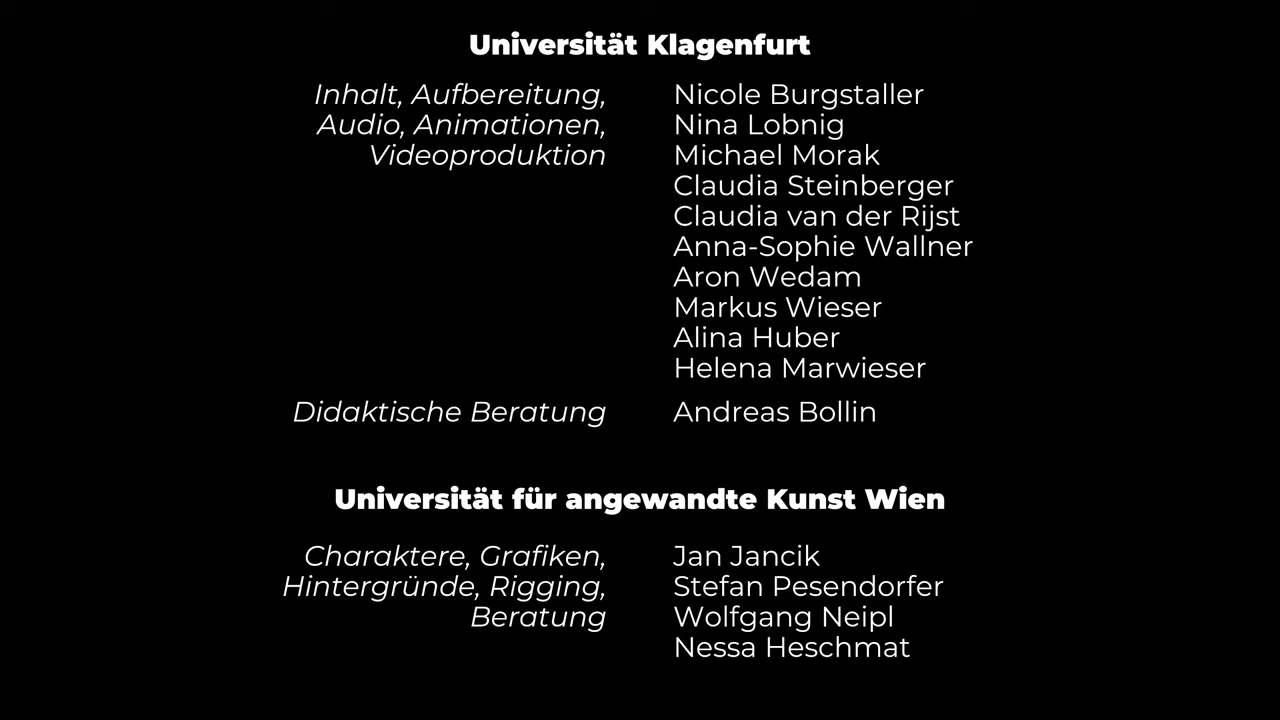 Universität Klagenfurt
Inhalt, Aufbereitung, Nicole Burgstaller
Audio, Animationen, Nina Lobnig
Videoproduktion Michael Morak
Claudia Steinberger
Claudia van der Rijst
Anna-Sophie Wallner
Aron Wedam
Markus Wieser
Alina Huber
Helena Marwieser
Didaktische Beratung Andreas Bollin
Universität für angewandte Kunst Wien
Charaktere, Grafiken, Jan Jancik
Hintergründe, Rigging, Stefan Pesendorfer
Beratung Wolfgang Neipl
Nessa Heschmat